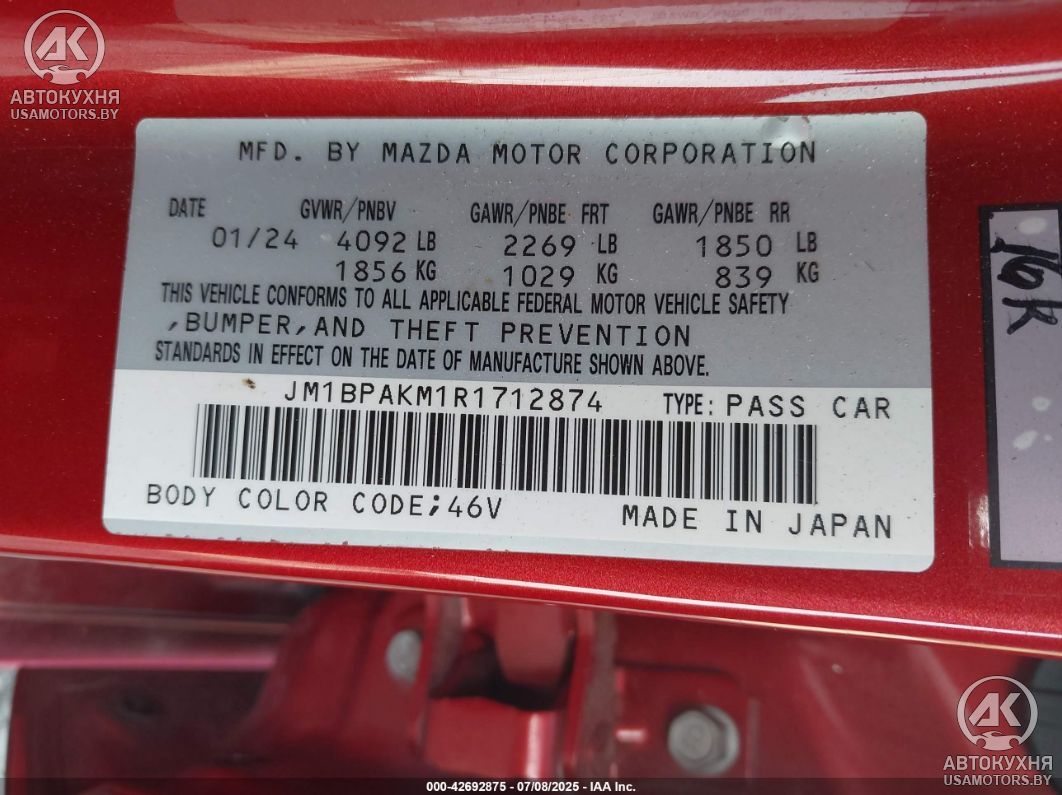 AK
АВТОКУХНЯ
USAMOTORS.BY
MFD. BY MAZDA MOTOR CORPORATION
DATE GVWR/PNBV GAWR/PNBE FRT GAWR/PNBE RR
01/24 4092 LB 2269 LB 1850 LB
1856 KG 1029 KG 839 KG
THIS VEHICLE CONFORMS TO ALL APPLICABLE FEDERAL MOTOR VEHICLE SAFETY
,BUMPER,AND THEFT PREVENTION
STANDARDS IN EFFECT ON THE DATE OF MANUFACTURE SHOWN ABOVE.
JM1BPAKM1R1712874 TYPE: PASS CAR
BODY COLOR CODE;46V MADE IN JAPAN
16R
AK
АВТОКУХНЯ
USAMOTORS.BY
000-42692875 - 07/08/2025 - IAA Inc.